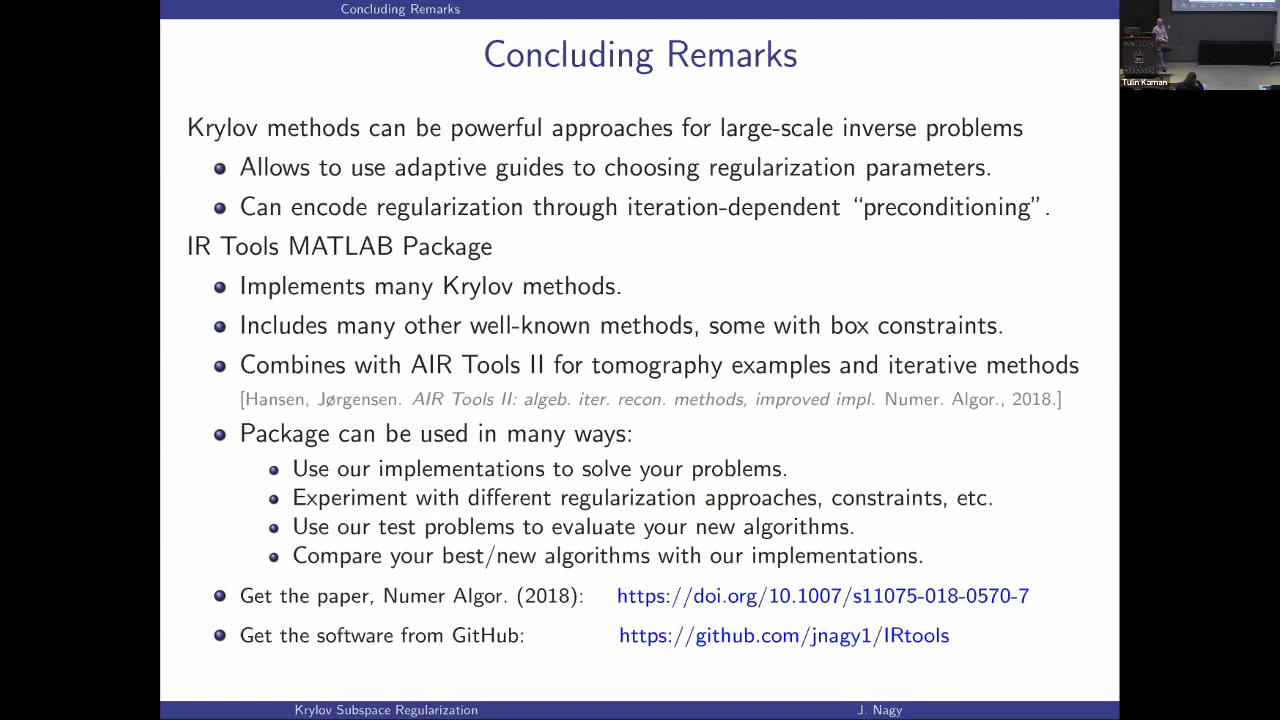 Concluding Remarks
Concluding Remarks
Krylov methods can be powerful approaches for large-scale inverse problems
Allows to use adaptive guides to choosing regularization parameters.
Can encode regularization through iteration-dependent “preconditioning”.
IR Tools MATLAB Package
Implements many Krylov methods.
Includes many other well-known methods, some with box constraints.
Combines with AIR Tools II for tomography examples and iterative methods
[Hansen, Jørgensen. AIR Tools II: algeb. iter. recon. methods, improved impl. Numer. Algor., 2018.]
Package can be used in many ways:
Use our implementations to solve your problems.
Experiment with different regularization approaches, constraints, etc.
Use our test problems to evaluate your new algorithms.
Compare your best/new algorithms with our implementations.
Get the paper, Numer Algor. (2018): https://doi.org/10.1007/s11075-018-0570-7
Get the software from GitHub: https://github.com/jnagy1/IRtools
Krylov Subspace Regularization J. Nagy
WALTON
Tulin Kaman